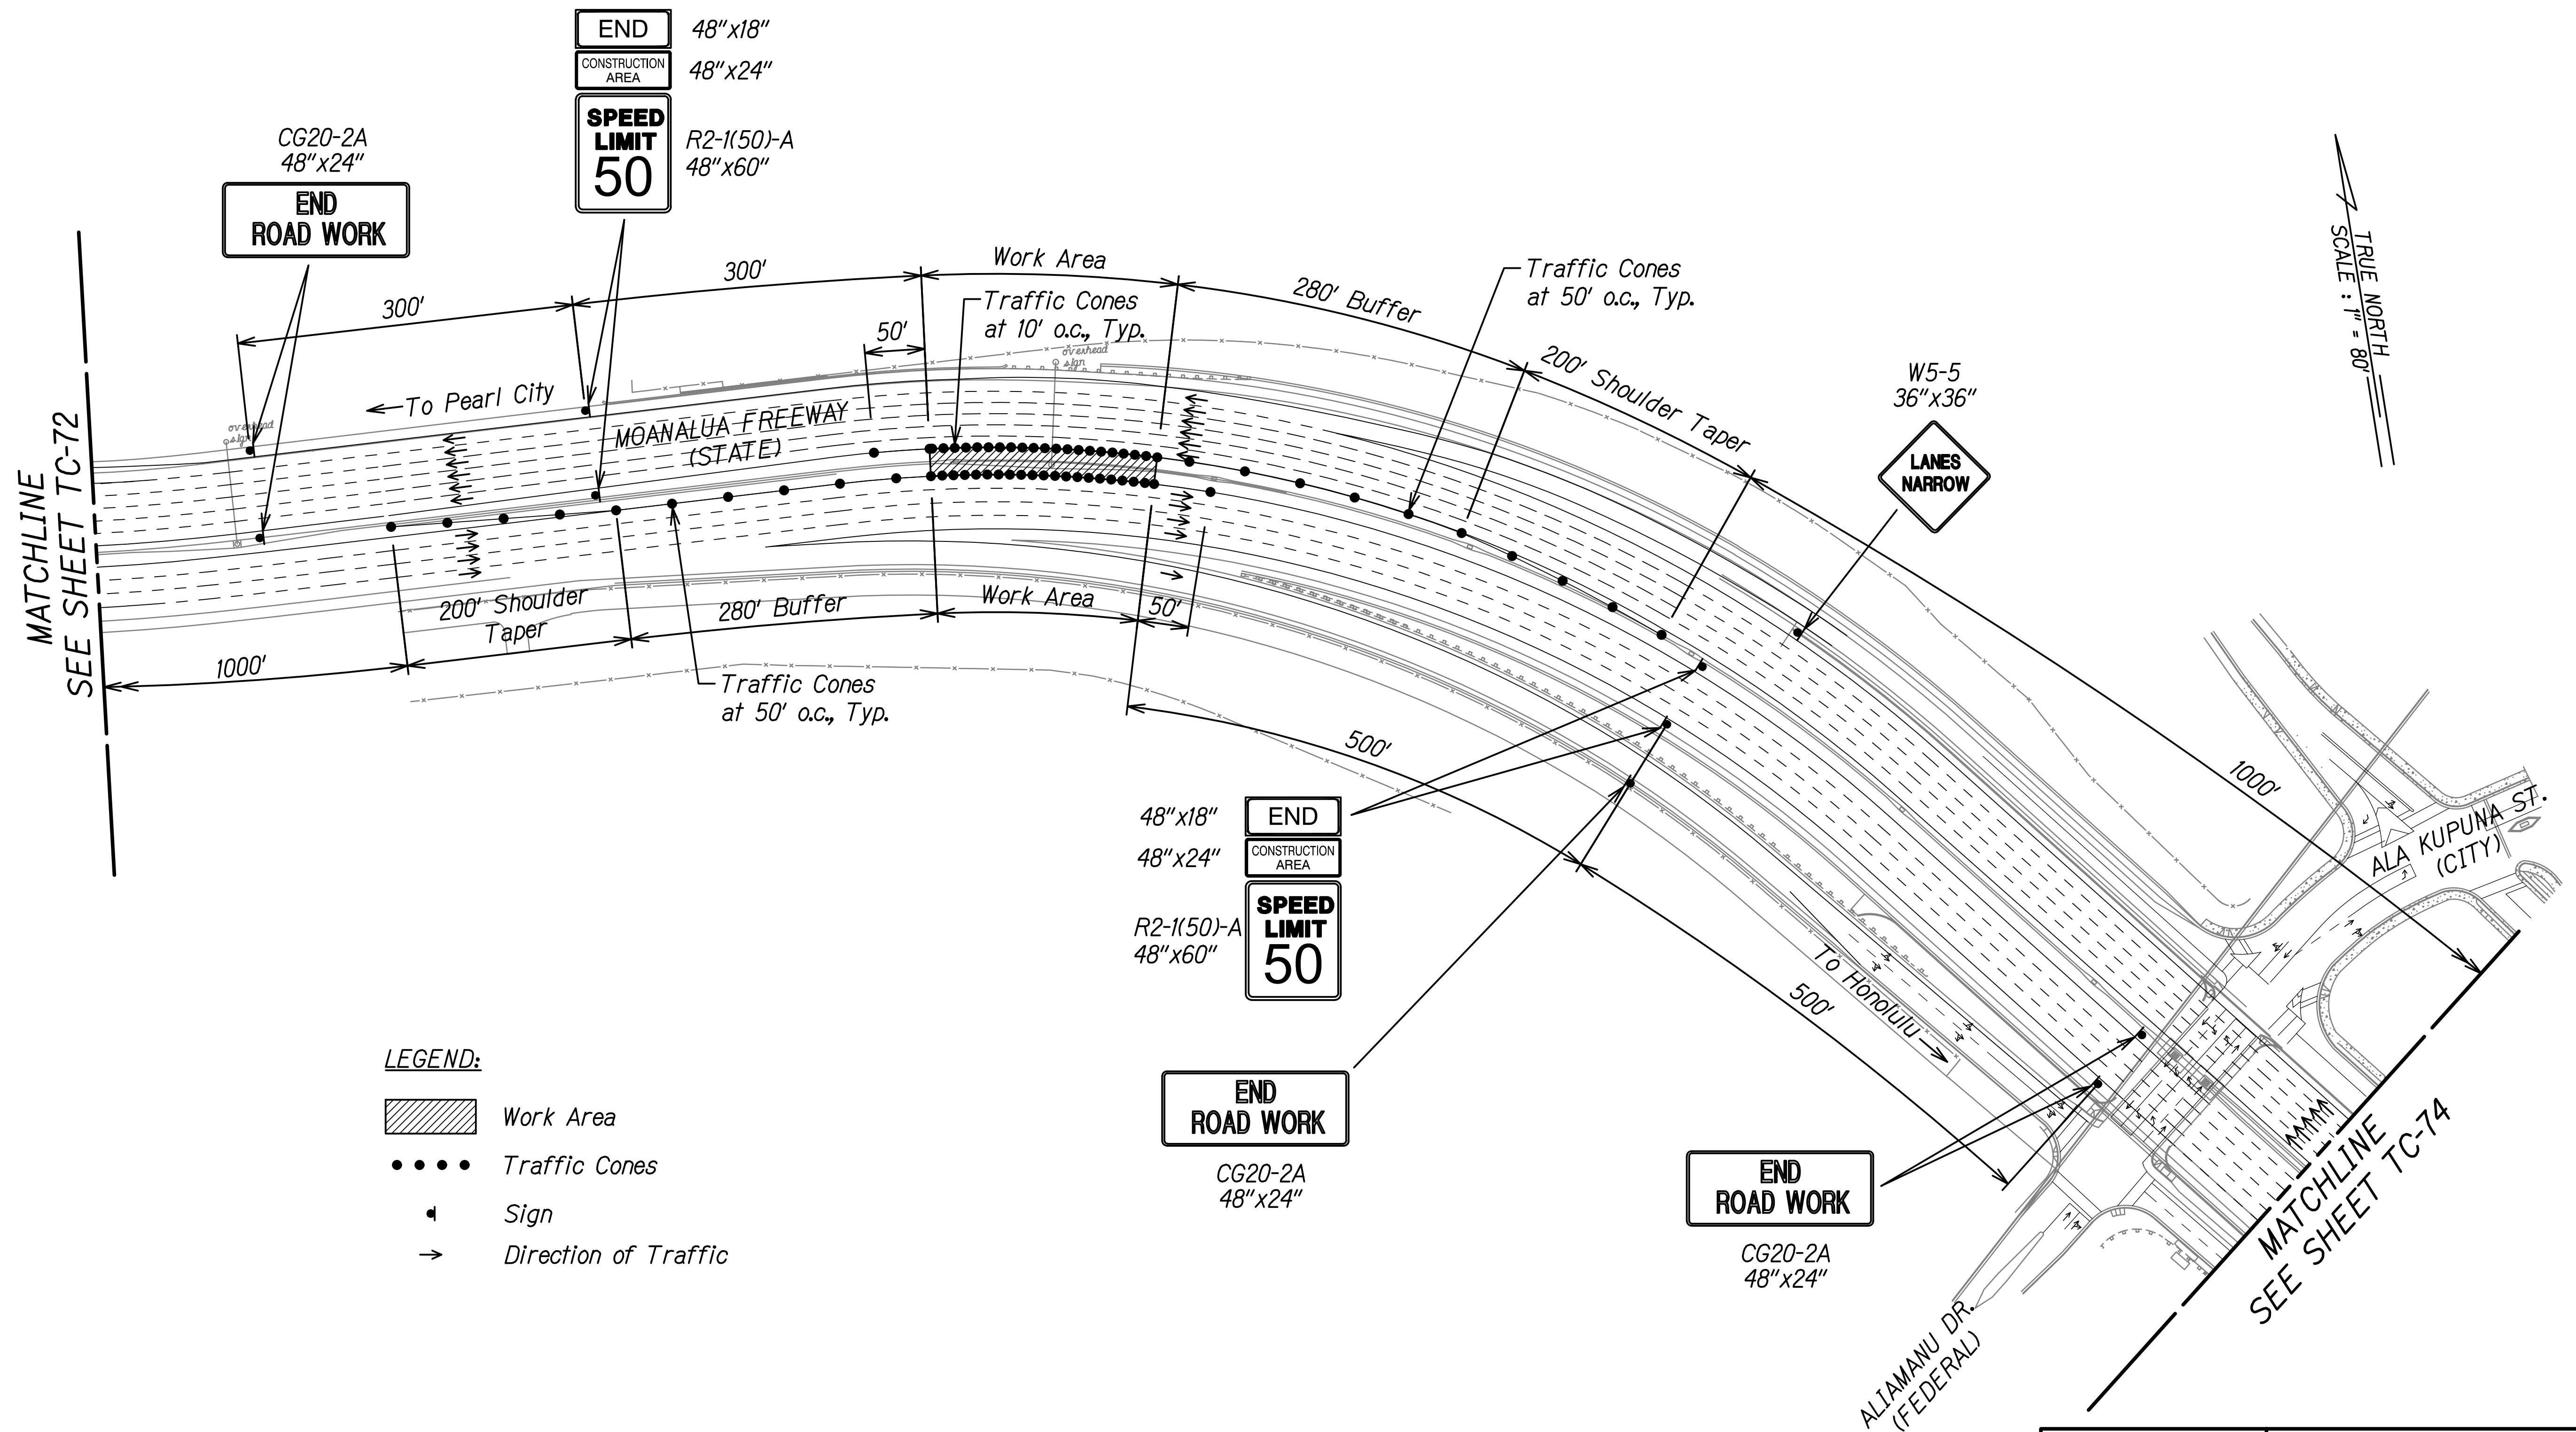 END
48"x18"
CONSTRUCTION
AREA
48"x24"
SPEED
LIMIT
50
R2-1(50)-A
48"x60"
CG20-2A
48"x24"
END
ROAD WORK
MATCHLINE
SEE SHEET TC-72
300'
300'
Work Area
280' Buffer
200' Shoulder Taper
Traffic Cones
at 50' o.c., Typ.
Traffic Cones
at 10' o.c., Typ.
50'
overhead
sign
overhead
sign
To Pearl City
MOANALUA FREEWAY
(STATE)
TRUE NORTH
SCALE : 1" = 80'
W5-5
36"x36"
LANES
NARROW
1000'
200' Shoulder
Taper
280' Buffer
Work Area
50'
Traffic Cones
at 50' o.c., Typ.
500'
1000'
ALA KUPUNA ST.
(CITY)
48"x18"
END
48"x24"
CONSTRUCTION
AREA
R2-1(50)-A
48"x60"
SPEED
LIMIT
50
To Honolulu
500'
END
ROAD WORK
CG20-2A
48"x24"
END
ROAD WORK
CG20-2A
48"x24"
MATCHLINE
SEE SHEET TC-74
ALIAMANU DR.
(FEDERAL)
LEGEND:
Work Area
Traffic Cones
Sign
Direction of Traffic